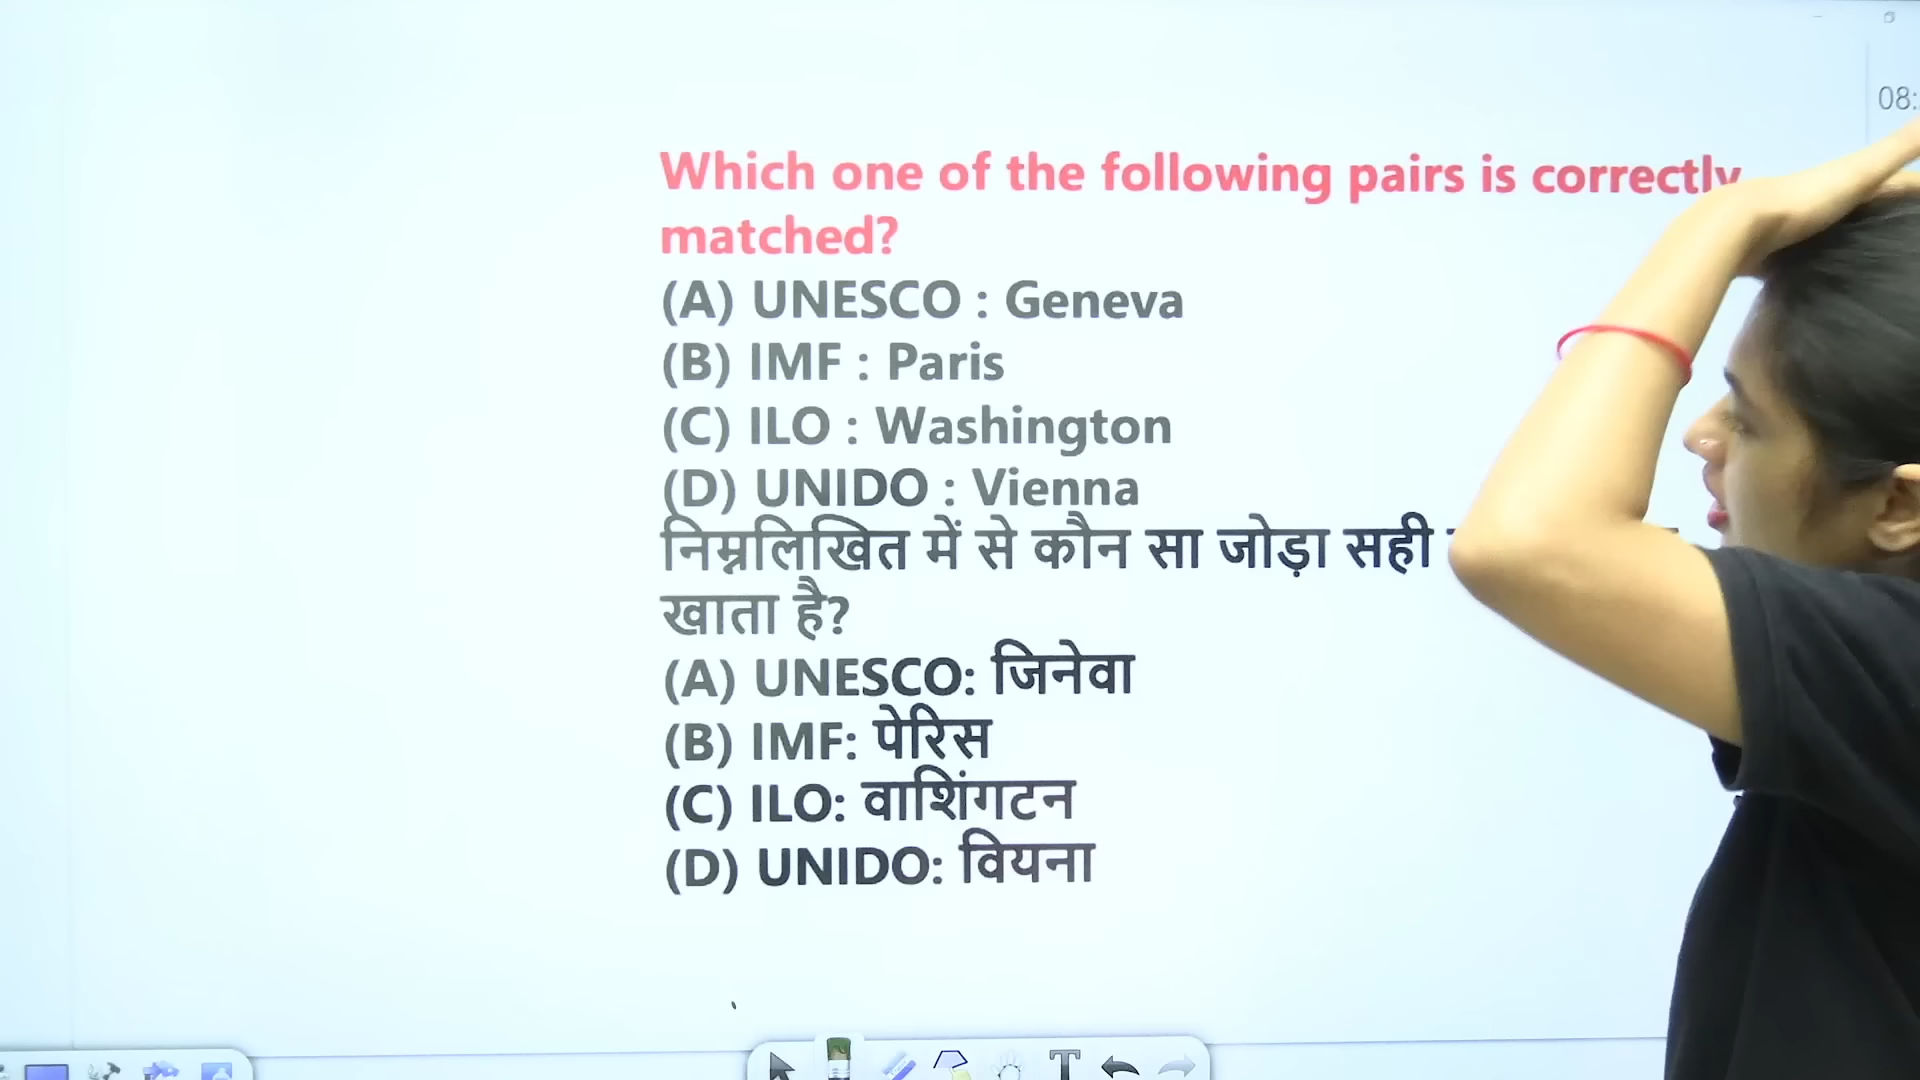 08:
Which one of the following pairs is correctly
matched?
(A) UNESCO : Geneva
(B) IMF : Paris
(C) ILO : Washington
(D) UNIDO : Vienna
निम्नलिखित में से कौन सा जोड़ा सही
खाता है?
(A) UNESCO: जिनेवा
(B) IMF: पेरिस
(C) ILO: वाशिंगटन
(D) UNIDO: वियना
T